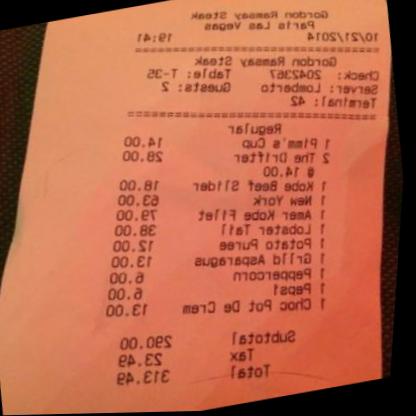 Gordon Ramsay Steak
Paris Las Vegas
10/21/2014 19:41
================================
Gordon Ramsay Steak
Check: 2042367 Table: T-35
Server: Lomberto Guests: 2
Terminal: 42
================================
Regular
1 Pimm's Cup 14.00
2 The Drifter 28.00
@ 14.00
1 Kobe Beef Slider 18.00
1 New York 63.00
1 Amer Kobe Filet 79.00
1 Lobster Tail 38.00
1 Potato Puree 12.00
1 Grlld Asparagus 13.00
1 Peppercorn 6.00
1 Pepsi 6.00
1 Choc Pot De Crem 13.00
Subtotal 290.00
Tax 23.49
Total 313.49